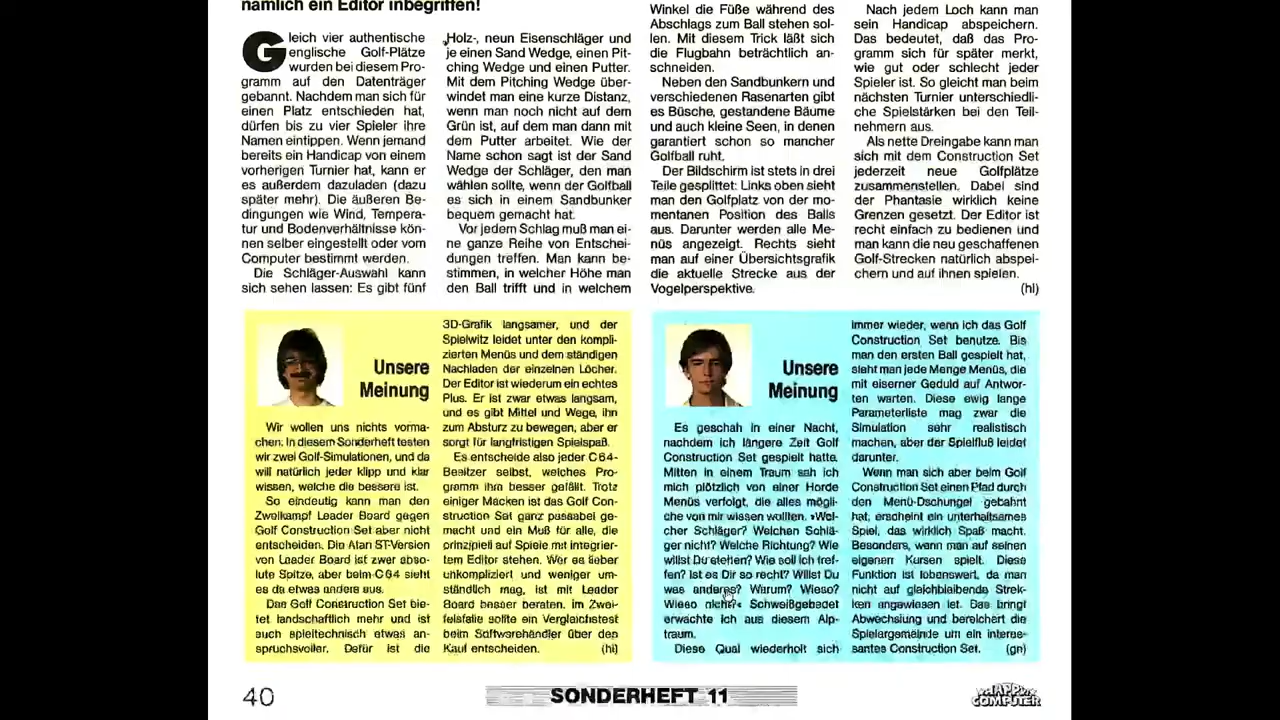 nämlich ein Editor inbegriffen!
Gleich vier authentische
englische Golf-Plätze
wurden bei diesem Pro-
gramm auf den Datenträger
gebannt. Nachdem man sich für
einen Platz entschieden hat,
dürfen bis zu vier Spieler ihre
Namen eintippen. Wenn jemand
bereits ein Handicap von einem
vorherigen Turnier hat, kann er
es außerdem dazuladen (dazu
später mehr). Die äußeren Be-
dingungen wie Wind, Tempera-
tur und Bodenverhältnisse kön-
nen selber eingestellt oder vom
Computer bestimmt werden.
Die Schläger-Auswahl kann
sich sehen lassen: Es gibt fünf
Holz-, neun Eisenschläger und
je einen Sand Wedge, einen Pit-
ching Wedge und einen Putter.
Mit dem Pitching Wedge über-
windet man eine kurze Distanz,
wenn man noch nicht auf dem
Grün ist, auf dem man dann mit
dem Putter arbeitet. Wie der
Name schon sagt ist der Sand
Wedge der Schläger, den man
wählen sollte, wenn der Golfball
es sich in einem Sandbunker
bequem gemacht hat.
Vor jedem Schlag muß man ei-
ne ganze Reihe von Entschei-
dungen treffen. Man kann be-
stimmen, in welcher Höhe man
den Ball trifft und in welchem
Winkel die Füße während des
Abschlags zum Ball stehen sol-
len. Mit diesem Trick läßt sich
die Flugbahn beträchtlich an-
schneiden.
Neben den Sandbunkern und
verschiedenen Rasenarten gibt
es Büsche, gestandene Bäume
und auch kleine Seen, in denen
garantiert schon so mancher
Golfball ruht.
Der Bildschirm ist stets in drei
Teile gesplittet: Links oben sieht
man den Golfplatz von der mo-
mentanen Position des Balls
aus. Darunter werden alle Me-
nüs angezeigt. Rechts sieht
man auf einer Übersichtsgrafik
die aktuelle Strecke aus der
Vogelperspektive.
Nach jedem Loch kann man
sein Handicap abspeichern.
Das bedeutet, daß das Pro-
gramm sich für später merkt,
wie gut oder schlecht jeder
Spieler ist. So gleicht man beim
nächsten Turnier unterschiedli-
che Spielstärken bei den Teil-
nehmern aus.
Als nette Dreingabe kann man
sich mit dem Construction Set
jederzeit neue Golfplätze
zusammenstellen. Dabei sind
der Phantasie wirklich keine
Grenzen gesetzt. Der Editor ist
recht einfach zu bedienen und
man kann die neu geschaffenen
Golf-Strecken natürlich abspei-
chern und auf ihnen spielen.
(hl)
Unsere
Meinung
Wir wollen uns nichts vorma-
chen: In diesem Sonderheft testen
wir zwei Golf-Simulationen, und da
will natürlich jeder klipp und klar
wissen, welche die bessere ist.
So eindeutig kann man den
Zweikampf Leader Board gegen
Golf Construction Set aber nicht
entscheiden. Die Atari ST-Version
von Leader Board ist zwar abso-
lute Spitze, aber beim C 64 sieht
es da etwas anders aus.
Das Golf Construction Set bie-
tet landschaftlich mehr und ist
auch spieltechnisch etwas an-
spruchsvoller. Dafür ist die
3D-Grafik langsamer, und der
Spielwitz leidet unter den kompli-
zierten Menüs und dem ständigen
Nachladen der einzelnen Löcher.
Der Editor ist wiederum ein echtes
Plus. Er ist zwar etwas langsam,
und es gibt Mittel und Wege, ihn
zum Absturz zu bewegen, aber er
sorgt für langfristigen Spielspaß.
Es entscheide also jeder C 64-
Besitzer selbst, welches Pro-
gramm ihm besser gefällt. Trotz
einiger Macken ist das Golf Con-
struction Set ganz passabel ge-
macht und ein Muß für alle, die
prinzipiell auf Spiele mit integrier-
tem Editor stehen. Wer es lieber
unkompliziert und weniger um-
ständlich mag, ist mit Leader
Board besser beraten. Im Zwei-
felsfalle sollte ein Vergleichstest
beim Softwarehändler über den
Kauf entscheiden. (hl)
Unsere
Meinung
Es geschah in einer Nacht,
nachdem ich längere Zeit Golf
Construction Set gespielt hatte.
Mitten in einem Traum sah ich
mich plötzlich von einer Horde
Menüs verfolgt, die alles mögli-
che von mir wissen wollten. »Wel-
cher Schläger? Welchen Schlä-
ger nicht? Welche Richtung? Wie
willst Du stehen? Wie soll ich tref-
fen? Ist es Dir so recht? Willst Du
was anderes? Warum? Wieso?
Wieso nicht?« Schweißgebadet
erwachte ich aus diesem Alp-
traum.
Diese Qual wiederholt sich
immer wieder, wenn ich das Golf
Construction Set benutze. Bis
man den ersten Ball gespielt hat,
sieht man jede Menge Menüs, die
mit eiserner Geduld auf Antwor-
ten warten. Diese ewig lange
Parameterliste mag zwar die
Simulation sehr realistisch
machen, aber der Spielfluß leidet
darunter.
Wenn man sich aber beim Golf
Construction Set einen Pfad durch
den Menü-Dschungel gebahnt
hat, erscheint ein unterhaltsames
Spiel, das wirklich Spaß macht.
Besonders, wenn man auf seinen
eigenen Kursen spielt. Diese
Funktion ist lobenswert, da man
nicht auf gleichbleibende Strek-
ken angewiesen ist. Das bringt
Abwechslung und bereichert die
Spielergemeinde um ein interes-
santes Construction Set. (gn)
40
SONDERHEFT 11
HAPPY
COMPUTER